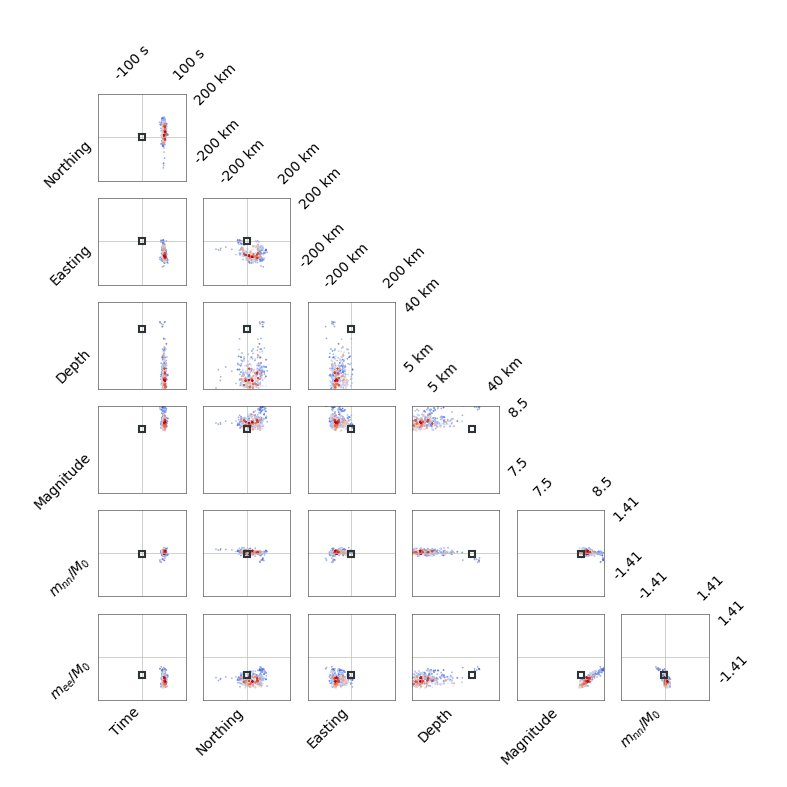 -100 s
100 s
200 km
Northing
-200 km
-200 km
200 km
200 km
Easting
-200 km
-200 km
200 km
40 km
Depth
5 km
5 km
40 km
8.5
Magnitude
7.5
7.5
8.5
1.41
m_nn/M_0
-1.41
-1.41
1.41
1.41
m_ee/M_0
-1.41
Time
Northing
Easting
Depth
Magnitude
m_nn/M_0